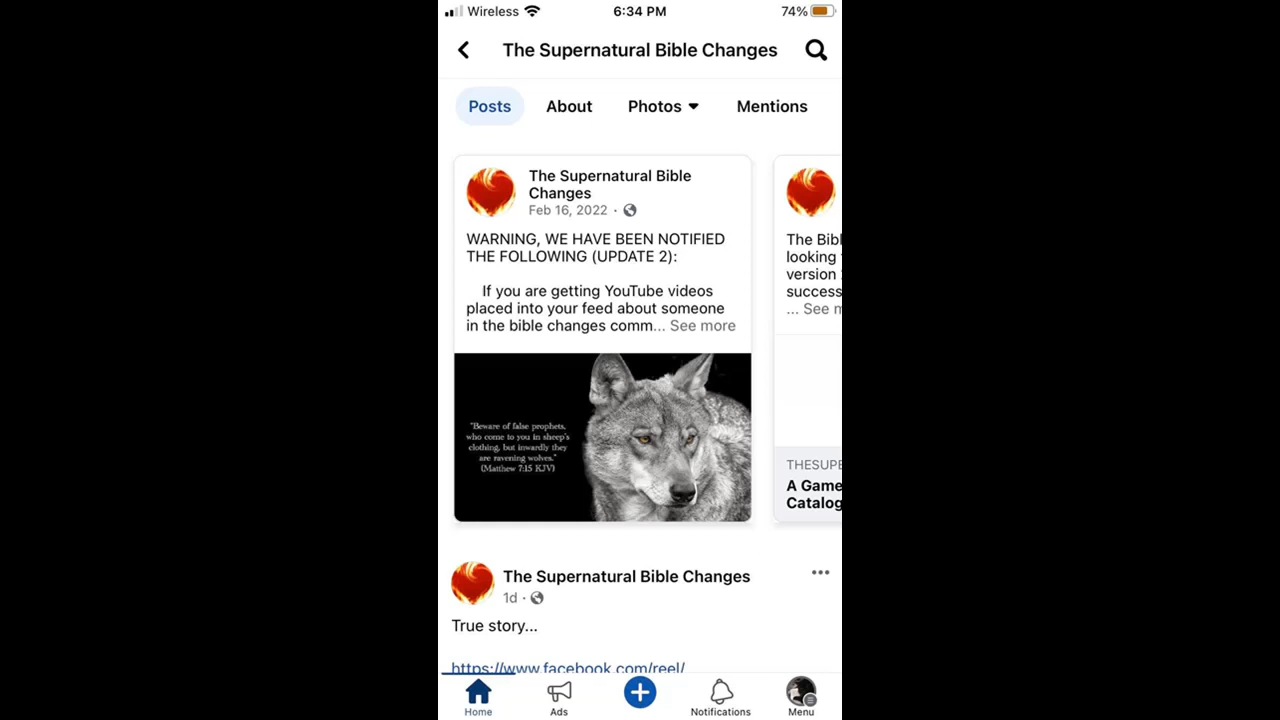 Wireless 6:34 PM 74%
The Supernatural Bible Changes
Posts About Photos Mentions
The Supernatural Bible
Changes
Feb 16, 2022 ·
WARNING, WE HAVE BEEN NOTIFIED
THE FOLLOWING (UPDATE 2):
If you are getting YouTube videos
placed into your feed about someone
in the bible changes comm... See more
"Beware of false prophets,
who come to you in sheep's
clothing, but inwardly they
are ravening wolves."
(Matthew 7:15 KJV)
The Bibl
looking
version
success
... See m
THESUPE
A Game
Catalog
The Supernatural Bible Changes
1d ·
True story...
https://www.facebook.com/reel/
Home Ads Notifications Menu